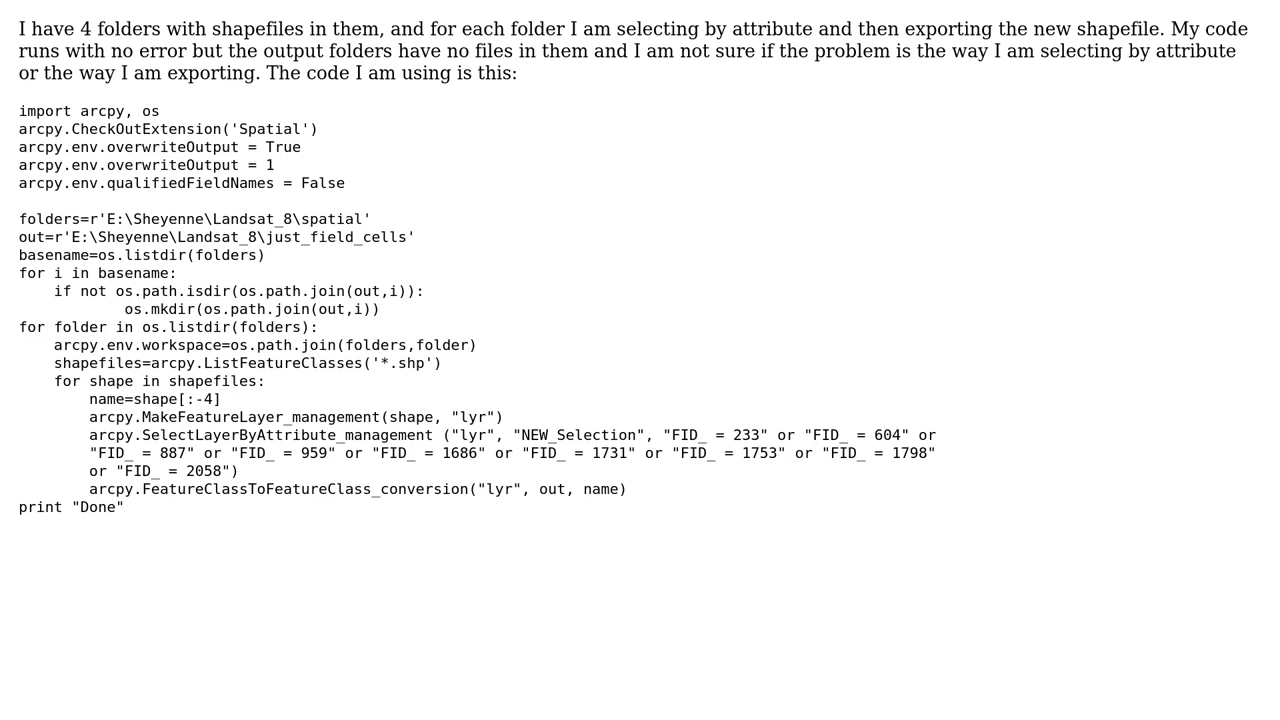 I have 4 folders with shapefiles in them, and for each folder I am selecting by attribute and then exporting the new shapefile. My code
runs with no error but the output folders have no files in them and I am not sure if the problem is the way I am selecting by attribute
or the way I am exporting. The code I am using is this:

import arcpy, os
arcpy.CheckOutExtension('Spatial')
arcpy.env.overwriteOutput = True
arcpy.env.overwriteOutput = 1
arcpy.env.qualifiedFieldNames = False

folders=r'E:\Sheyenne\Landsat_8\spatial'
out=r'E:\Sheyenne\Landsat_8\just_field_cells'
basename=os.listdir(folders)
for i in basename:
    if not os.path.isdir(os.path.join(out,i)):
            os.mkdir(os.path.join(out,i))
for folder in os.listdir(folders):
    arcpy.env.workspace=os.path.join(folders,folder)
    shapefiles=arcpy.ListFeatureClasses('*.shp')
    for shape in shapefiles:
        name=shape[:-4]
        arcpy.MakeFeatureLayer_management(shape, "lyr")
        arcpy.SelectLayerByAttribute_management ("lyr", "NEW_Selection", "FID_ = 233" or "FID_ = 604" or
        "FID_ = 887" or "FID_ = 959" or "FID_ = 1686" or "FID_ = 1731" or "FID_ = 1753" or "FID_ = 1798"
        or "FID_ = 2058")
        arcpy.FeatureClassToFeatureClass_conversion("lyr", out, name)
print "Done"